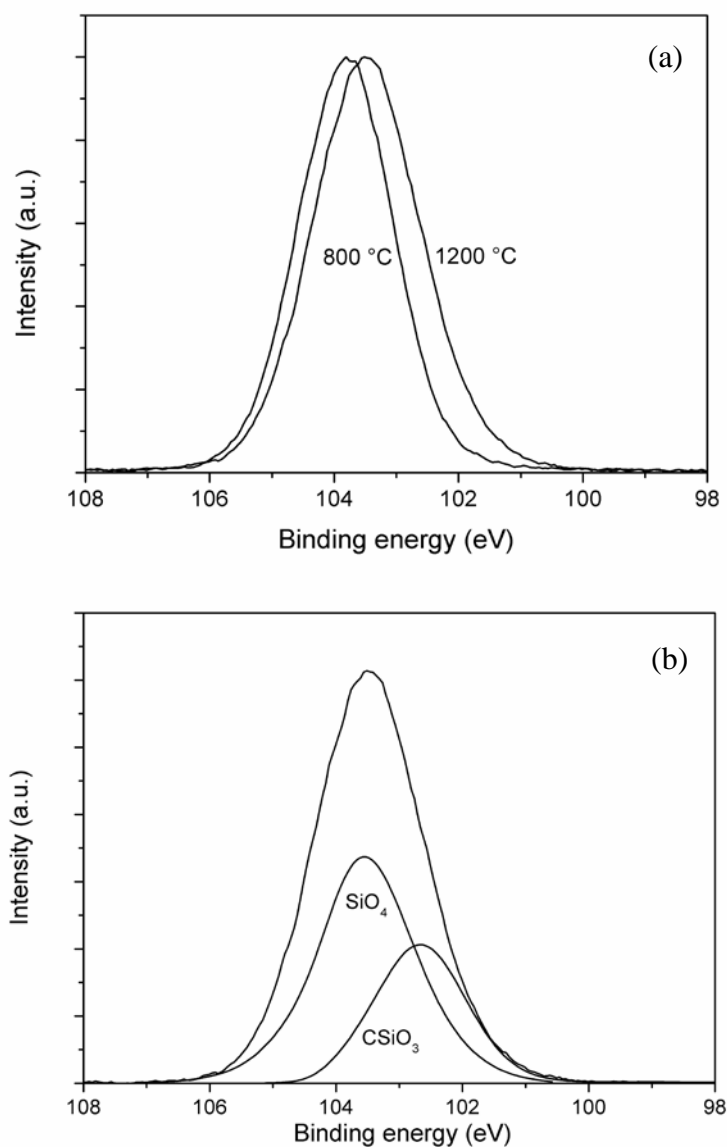 (a)
Intensity (a.u.)
800 °C
1200 °C
108
106
104
102
100
98
Binding energy (eV)
(b)
Intensity (a.u.)
SiO₄
CSiO₃
108
106
104
102
100
98
Binding energy (eV)